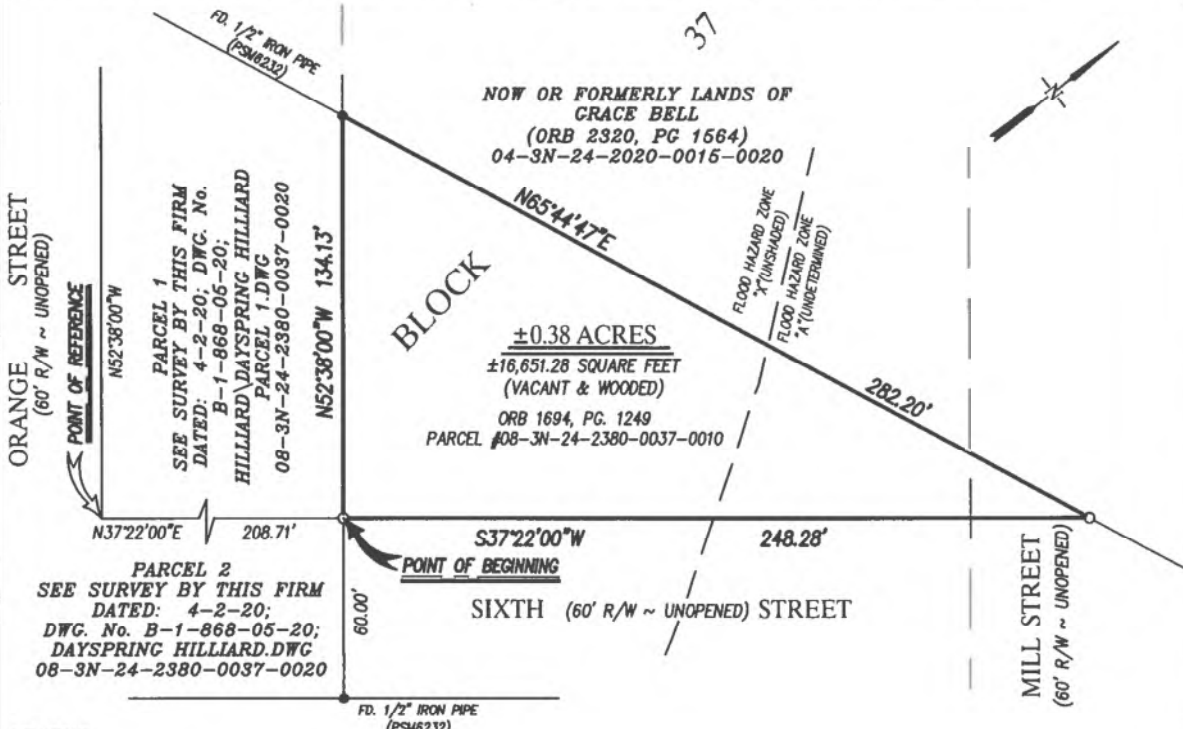 FD. 1/2" IRON PIPE
(PSM6232)
37
N
NOW OR FORMERLY LANDS OF
GRACE BELL
(ORB 2320, PG 1564)
04-3N-24-2020-0015-0020
ORANGE STREET
(60' R/W ~ UNOPENED)
POINT OF REFERENCE
N52°38'00"W
PARCEL 1
SEE SURVEY BY THIS FIRM
DATED: 4-2-20; DWG. No.
B-1-868-05-20;
HILLIARD\DAYSPRING HILLIARD
PARCEL 1.DWG
08-3N-24-2380-0037-0020
N52°38'00"W 134.13'
BLOCK
N65°44'47"E
282.20'
FLOOD HAZARD ZONE
"X"(UNSHADED)
FLOOD HAZARD ZONE
"A"(UNDETERMINED)
±0.38 ACRES
±16,651.28 SQUARE FEET
(VACANT & WOODED)
ORB 1694, PG. 1249
PARCEL #08-3N-24-2380-0037-0010
N37°22'00"E 208.71'
S37°22'00"W 248.28'
POINT OF BEGINNING
PARCEL 2
SEE SURVEY BY THIS FIRM
DATED: 4-2-20;
DWG. No. B-1-868-05-20;
DAYSPRING HILLIARD.DWG
08-3N-24-2380-0037-0020
60.00'
SIXTH (60' R/W ~ UNOPENED) STREET
MILL STREET
(60' R/W ~ UNOPENED)
FD. 1/2" IRON PIPE
(PSM6232)